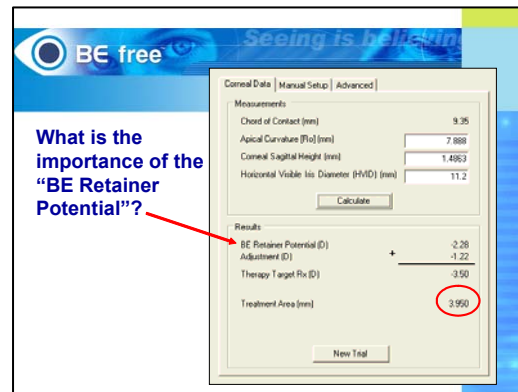 Seeing is believing
BE free
What is the
importance of the
“BE Retainer
Potential”?
Corneal Data Manual Setup Advanced
Measurements
Chord of Contact (mm) 9.35
Apical Curvature [Ro] (mm) 7.888
Corneal Sagittal Height (mm) 1.4863
Horizontal Visible Iris Diameter (HVID) (mm) 11.2
Calculate
Results
BE Retainer Potential (D) -2.28
Adjustment (D) + -1.22
Therapy Target Rx (D) -3.50
Treatment Area (mm) 3.950
New Trial